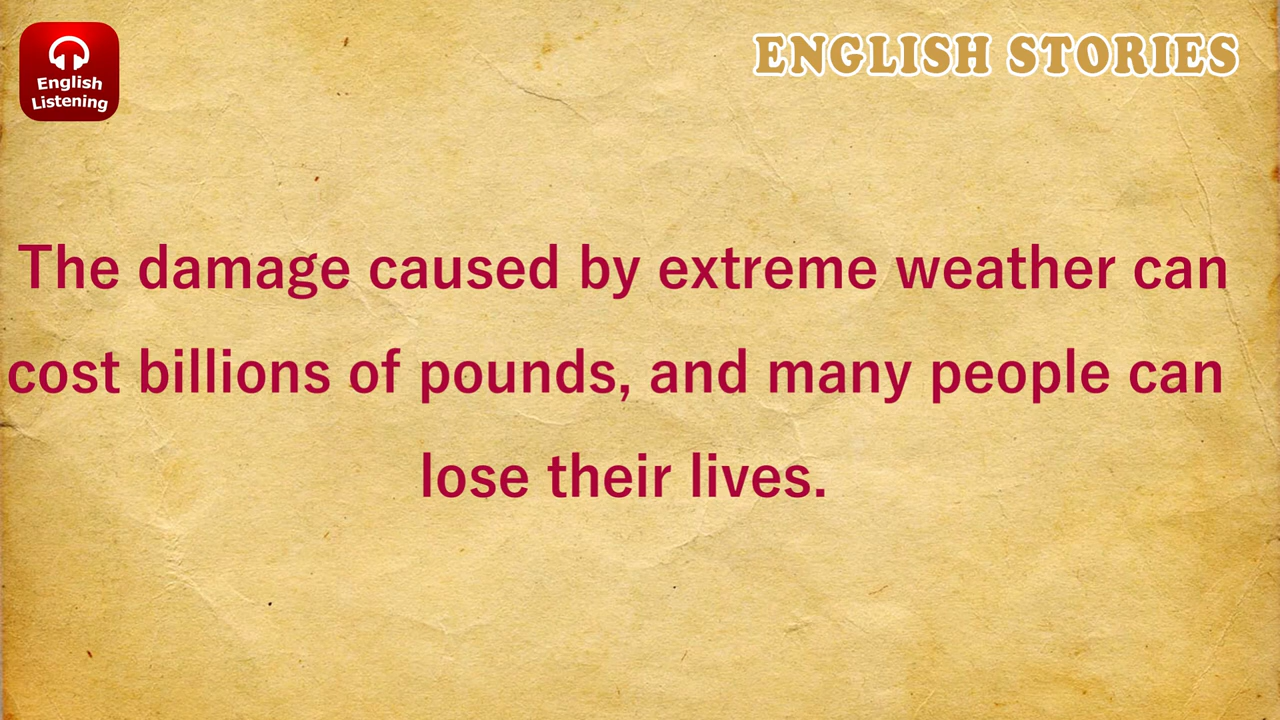 English
Listening
ENGLISH STORIES
The damage caused by extreme weather can
cost billions of pounds, and many people can
lose their lives.